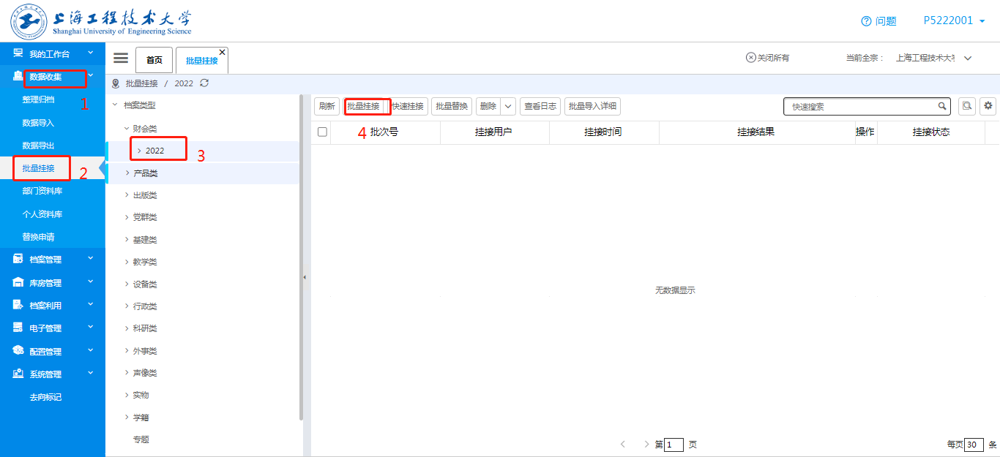 上海工程技术大学
Shanghai University of Engineering Science
问题
P5222001
我的工作台
数据收集
1
整理归档
数据导入
数据导出
批量挂接
2
部门资料库
个人资料库
替换申请
档案管理
库房管理
档案利用
电子管理
配置管理
系统管理
去向标记
首页
批量挂接
关闭所有
当前全宗：
上海工程技术大学
批量挂接 / 2022
档案类型
财会类
2022
3
产品类
出版类
党群类
基建类
教学类
设备类
行政类
科研类
外事类
声像类
实物
学籍
专题
刷新
批量挂接
快速挂接
批量替换
删除
查看日志
批量导入详细
快速搜索
4
批次号
挂接用户
挂接时间
挂接结果
操作
挂接状态
无数据显示
第 1 页
每页 30 条